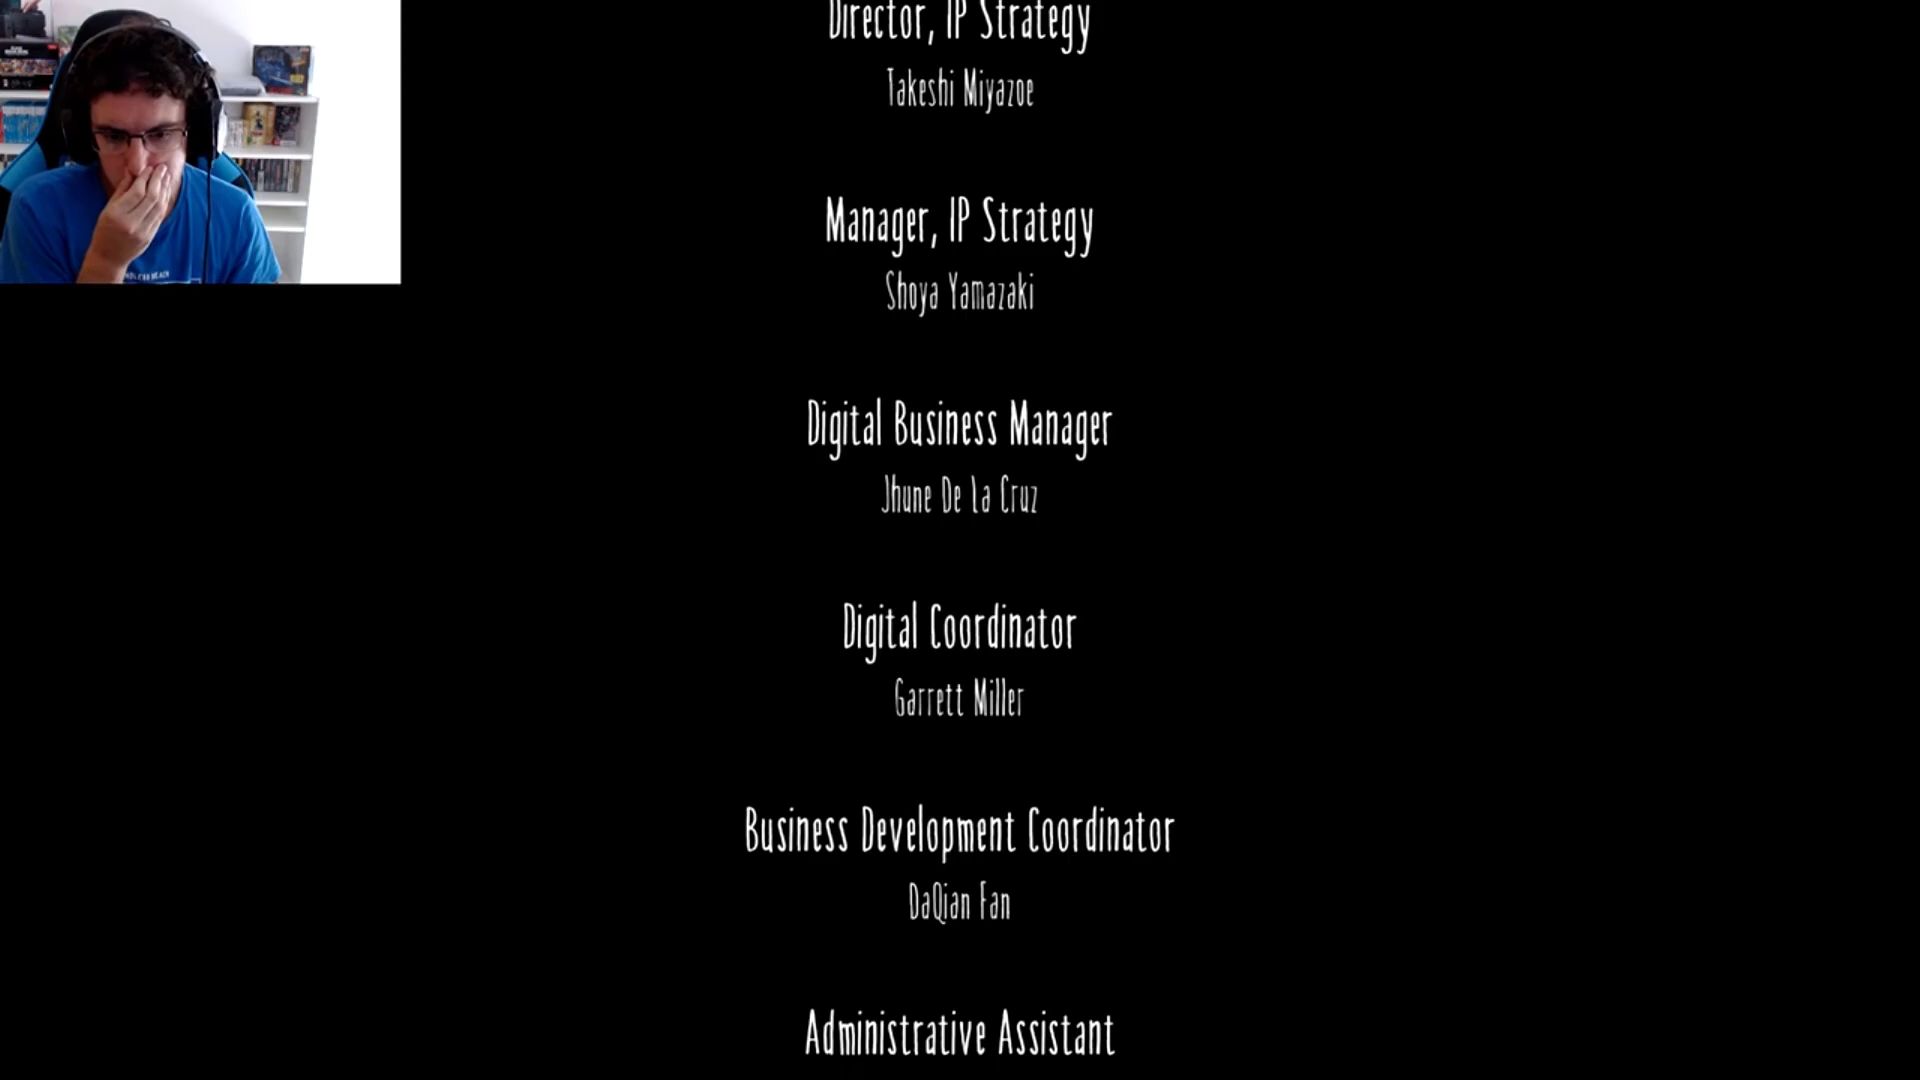 Director, IP Strategy
Takeshi Miyazoe
Manager, IP Strategy
Shoya Yamazaki
Digital Business Manager
Jhune De La Cruz
Digital Coordinator
Garrett Miller
Business Development Coordinator
DaQian Fan
Administrative Assistant